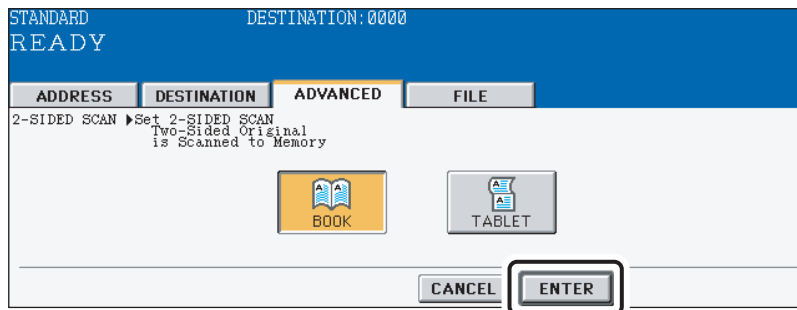 STANDARD DESTINATION:0000
READY
ADDRESS DESTINATION ADVANCED FILE
2-SIDED SCAN ▶Set 2-SIDED SCAN
Two-Sided Original
is Scanned to Memory
A A
A
A
BOOK TABLET
CANCEL ENTER